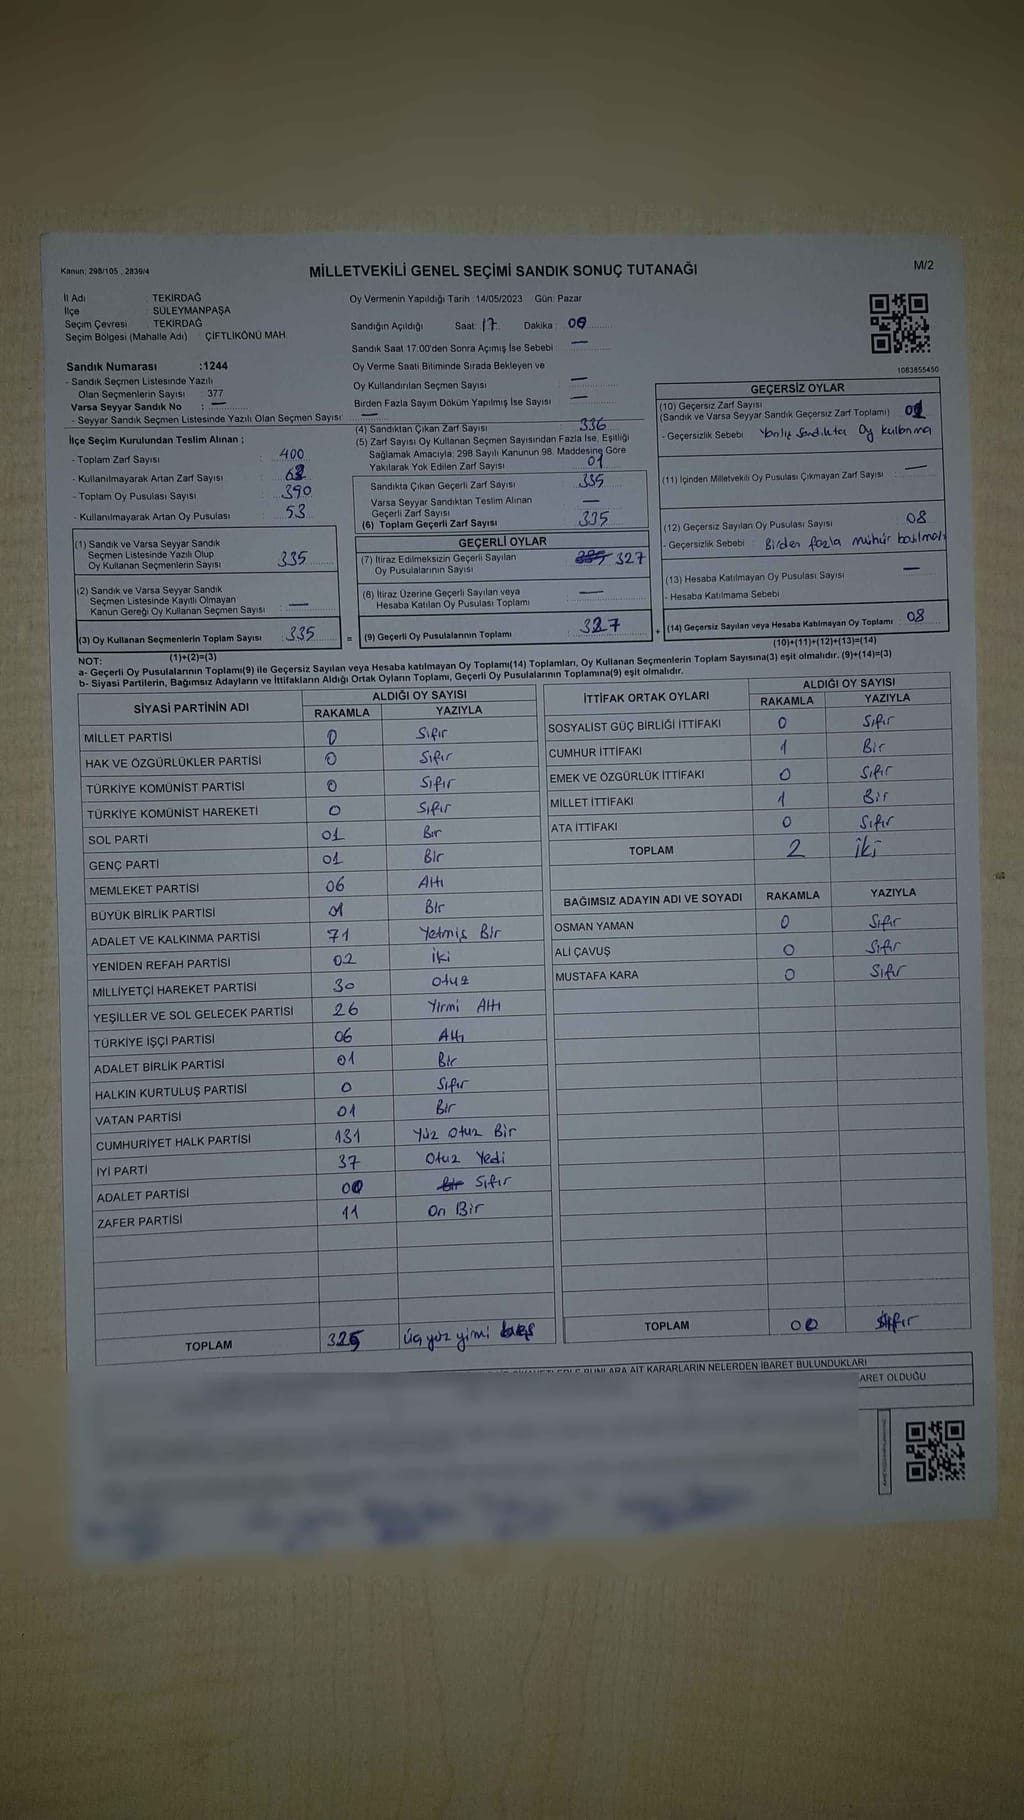 Kanun; 298/105 , 2839/4
MİLLETVEKİLİ GENEL SEÇİMİ SANDIK SONUÇ TUTANAĞI
M/2
İl Adı : TEKİRDAĞ
İlçe : SÜLEYMANPAŞA
Seçim Çevresi : TEKİRDAĞ
Seçim Bölgesi (Mahalle Adı) ÇİFTLİKÖNÜ MAH.
Sandık Numarası :1244
- Sandık Seçmen Listesinde Yazılı
Olan Seçmenlerin Sayısı : 377
Varsa Seyyar Sandık No : —
- Seyyar Sandık Seçmen Listesinde Yazılı Olan Seçmen Sayısı: —
İlçe Seçim Kurulundan Teslim Alınan ;
- Toplam Zarf Sayısı : 400
- Kullanılmayarak Artan Zarf Sayısı :
- Toplam Oy Pusulası Sayısı : 390
- Kullanılmayarak Artan Oy Pusulası : 53
(1) Sandık ve Varsa Seyyar Sandık
Seçmen Listesinde Yazılı Olup
Oy Kullanan Seçmenlerin Sayısı : 335
(2) Sandık ve Varsa Seyyar Sandık
Seçmen Listesinde Kayıtlı Olmayan
Kanun Gereği Oy Kullanan Seçmen Sayısı : —
(3) Oy Kullanan Seçmenlerin Toplam Sayısı : 335 =
(1)+(2)=(3)
Oy Vermenin Yapıldığı Tarih :14/05/2023 Gün: Pazar
Sandığın Açıldığı Saat: 17 Dakika : 00
Sandık Saat 17:00'den Sonra Açımış İse Sebebi : —
Oy Verme Saati Bitiminde Sırada Bekleyen ve
Oy Kullandırılan Seçmen Sayısı : —
Birden Fazla Sayım Döküm Yapılmış İse Sayısı : —
(4) Sandıktan Çıkan Zarf Sayısı : 336
(5) Zarf Sayısı Oy Kullanan Seçmen Sayısından Fazla İse, Eşitliği
Sağlamak Amacıyla; 298 Sayılı Kanunun 98. Maddesine Göre
Yakılarak Yok Edilen Zarf Sayısı : 01
Sandıkta Çıkan Geçerli Zarf Sayısı : 335
Varsa Seyyar Sandıktan Teslim Alınan
Geçerli Zarf Sayısı : —
(6) Toplam Geçerli Zarf Sayısı : 335
GEÇERLİ OYLAR
(7) İtiraz Edilmeksizin Geçerli Sayılan
Oy Pusulalarının Sayısı : 327
(8) İtiraz Üzerine Geçerli Sayılan veya
Hesaba Katılan Oy Pusulası Toplamı : —
(9) Geçerli Oy Pusulalarının Toplamı : 327 +
1083655450
GEÇERSİZ OYLAR
(10) Geçersiz Zarf Sayısı
(Sandık ve Varsa Seyyar Sandık Geçersiz Zarf Toplamı) :
- Geçersizlik Sebebi : Yanlış Sandıkta Oy kullanma
(11) İçinden Milletvekili Oy Pusulası Çıkmayan Zarf Sayısı : —
(12) Geçersiz Sayılan Oy Pusulası Sayısı : 08
- Geçersizlik Sebebi : Birden fazla mühür basılması
(13) Hesaba Katılmayan Oy Pusulası Sayısı : —
- Hesaba Katılmama Sebebi
(14) Geçersiz Sayılan veya Hesaba Katılmayan Oy Toplamı : 08
(10)+(11)+(12)+(13)=(14)
NOT:
a- Geçerli Oy Pusulalarının Toplamı(9) ile Geçersiz Sayılan veya Hesaba katılmayan Oy Toplamı(14) Toplamları, Oy Kullanan Seçmenlerin Toplam Sayısına(3) eşit olmalıdır. (9)+(14)=(3)
b- Siyasi Partilerin, Bağımsız Adayların ve İttifakların Aldığı Ortak Oyların Toplamı, Geçerli Oy Pusulalarının Toplamına(9) eşit olmalıdır.
SİYASİ PARTİNİN ADI ALDIĞI OY SAYISI
RAKAMLA YAZIYLA
MİLLET PARTİSİ 0 Sıfır
HAK VE ÖZGÜRLÜKLER PARTİSİ 0 Sıfır
TÜRKİYE KOMÜNİST PARTİSİ 0 Sıfır
TÜRKİYE KOMÜNİST HAREKETİ 0 Sıfır
SOL PARTİ 01 Bir
GENÇ PARTİ 01 Bir
MEMLEKET PARTİSİ 06 Altı
BÜYÜK BİRLİK PARTİSİ 01 Bir
ADALET VE KALKINMA PARTİSİ 71 Yetmiş Bir
YENİDEN REFAH PARTİSİ 02 iki
MİLLİYETÇİ HAREKET PARTİSİ 30 otuz
YEŞİLLER VE SOL GELECEK PARTİSİ 26 Yirmi Altı
TÜRKİYE İŞÇİ PARTİSİ 06 Altı
ADALET BİRLİK PARTİSİ 01 Bir
HALKIN KURTULUŞ PARTİSİ 0 Sıfır
VATAN PARTİSİ 01 Bir
CUMHURİYET HALK PARTİSİ 131 Yüz Otuz Bir
İYİ PARTİ 37 Otuz Yedi
ADALET PARTİSİ 00 Sıfır
ZAFER PARTİSİ 11 On Bir
TOPLAM 325 üçyüz yirmi beş
İTTİFAK ORTAK OYLARI ALDIĞI OY SAYISI
RAKAMLA YAZIYLA
SOSYALİST GÜÇ BİRLİĞİ İTTİFAKI 0 Sıfır
CUMHUR İTTİFAKI 1 Bir
EMEK VE ÖZGÜRLÜK İTTİFAKI 0 Sıfır
MİLLET İTTİFAKI 1 Bir
ATA İTTİFAKI 0 Sıfır
TOPLAM 2 iki
BAĞIMSIZ ADAYIN ADI VE SOYADI RAKAMLA YAZIYLA
OSMAN YAMAN 0 Sıfır
ALİ ÇAVUŞ 0 Sıfır
MUSTAFA KARA 0 Sıfır
TOPLAM 00 Sıfır
BUNLARA AİT KARARLARIN NELERDEN İBARET BULUNDUKLARI
ARET OLDUĞU